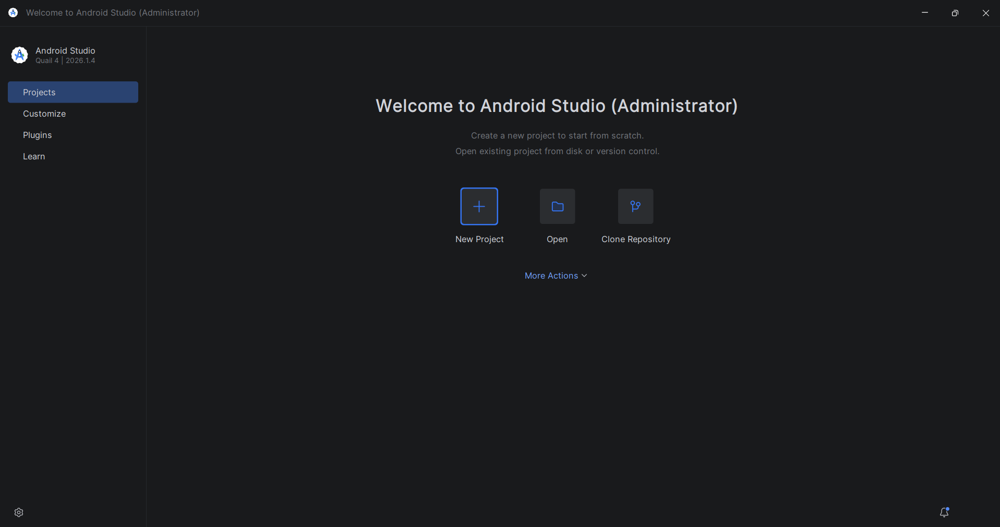 Welcome to Android Studio (Administrator)
Android Studio
Quail 4 | 2026.1.4
Projects
Customize
Plugins
Learn
Welcome to Android Studio (Administrator)
Create a new project to start from scratch.
Open existing project from disk or version control.
New Project
Open
Clone Repository
More Actions